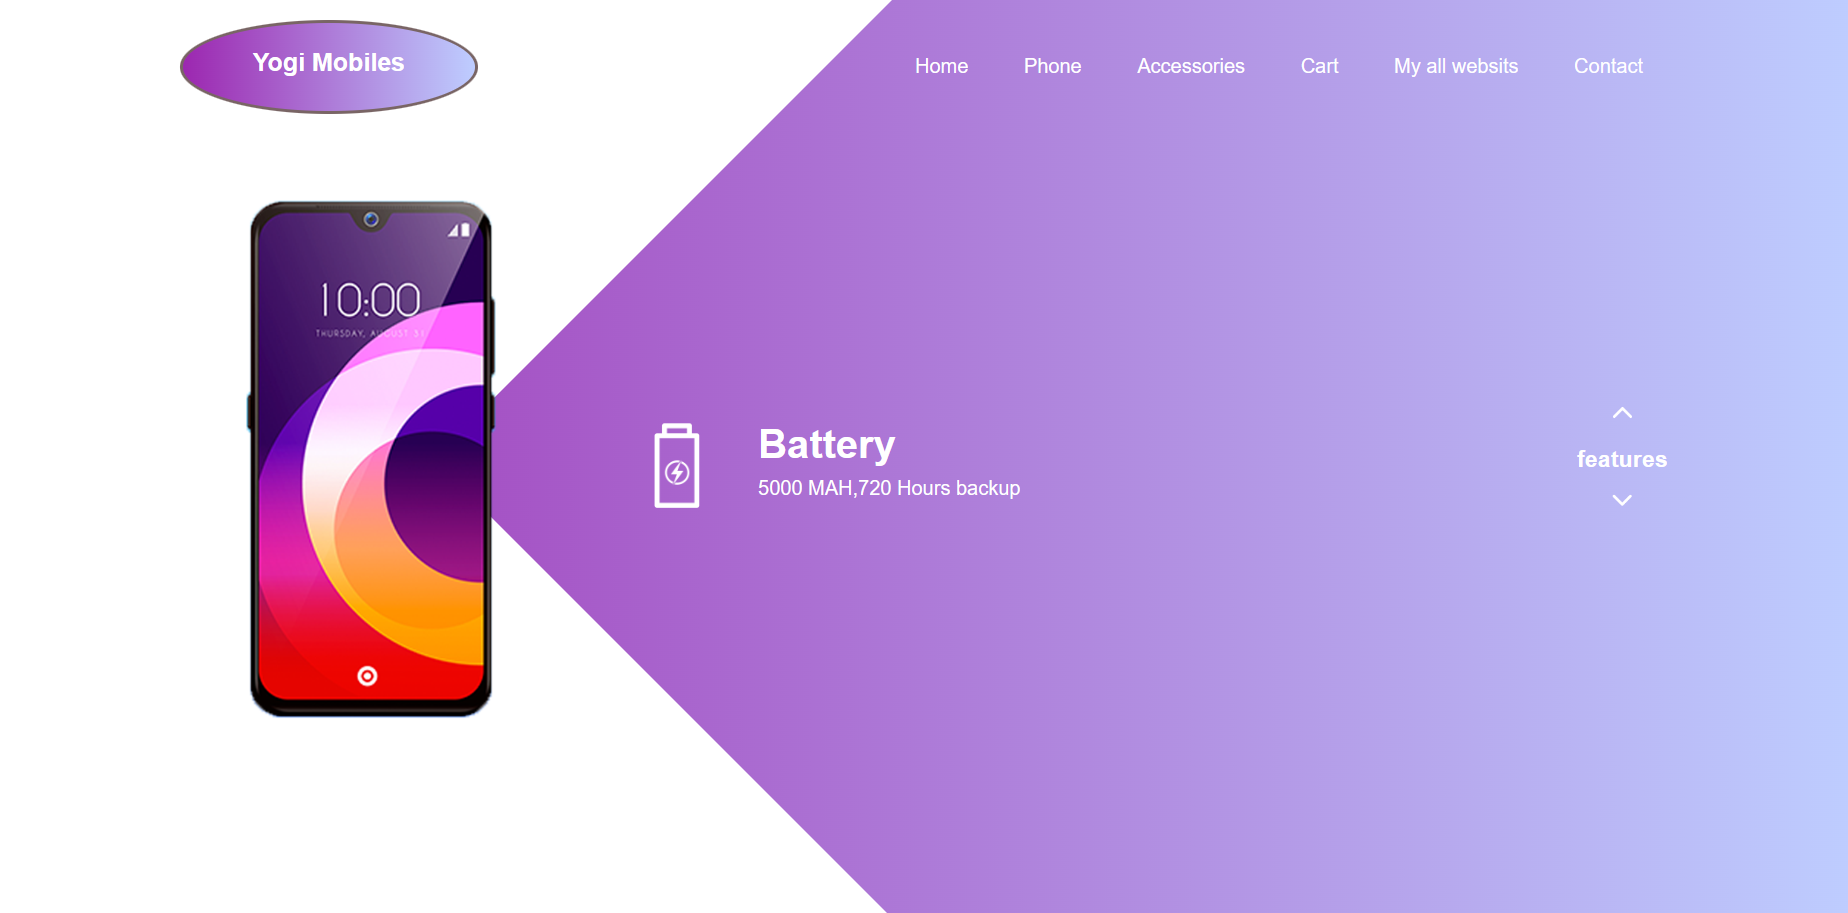 Yogi Mobiles
Home Phone Accessories Cart My all websits Contact
10:00
THURSDAY, AUGUST 31
Battery
5000 MAH,720 Hours backup
features